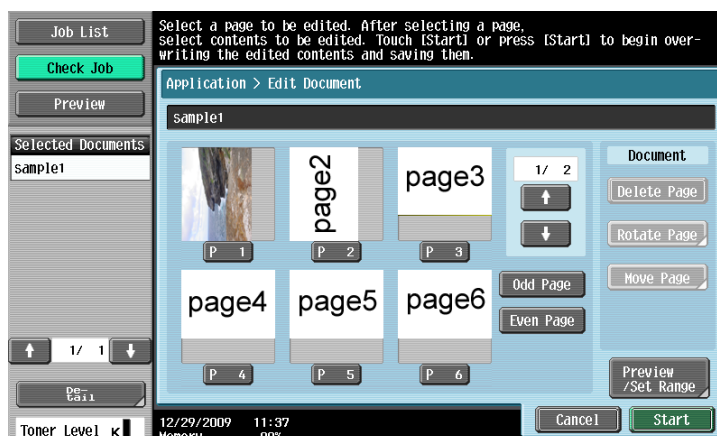 Job List
Check Job
Preview
Selected Documents
sample1
1/ 1
De-
tail
Toner Level K
Select a page to be edited. After selecting a page,
select contents to be edited. Touch [Start] or press [Start] to begin over-
writing the edited contents and saving them.
Application > Edit Document
sample1
page2
page3
P 1
P 2
P 3
page4
page5
page6
P 4
P 5
P 6
1/ 2
Odd Page
Even Page
Document
Delete Page
Rotate Page
Move Page
Preview
/Set Range
12/29/2009 11:37
Memory 99%
Cancel
Start